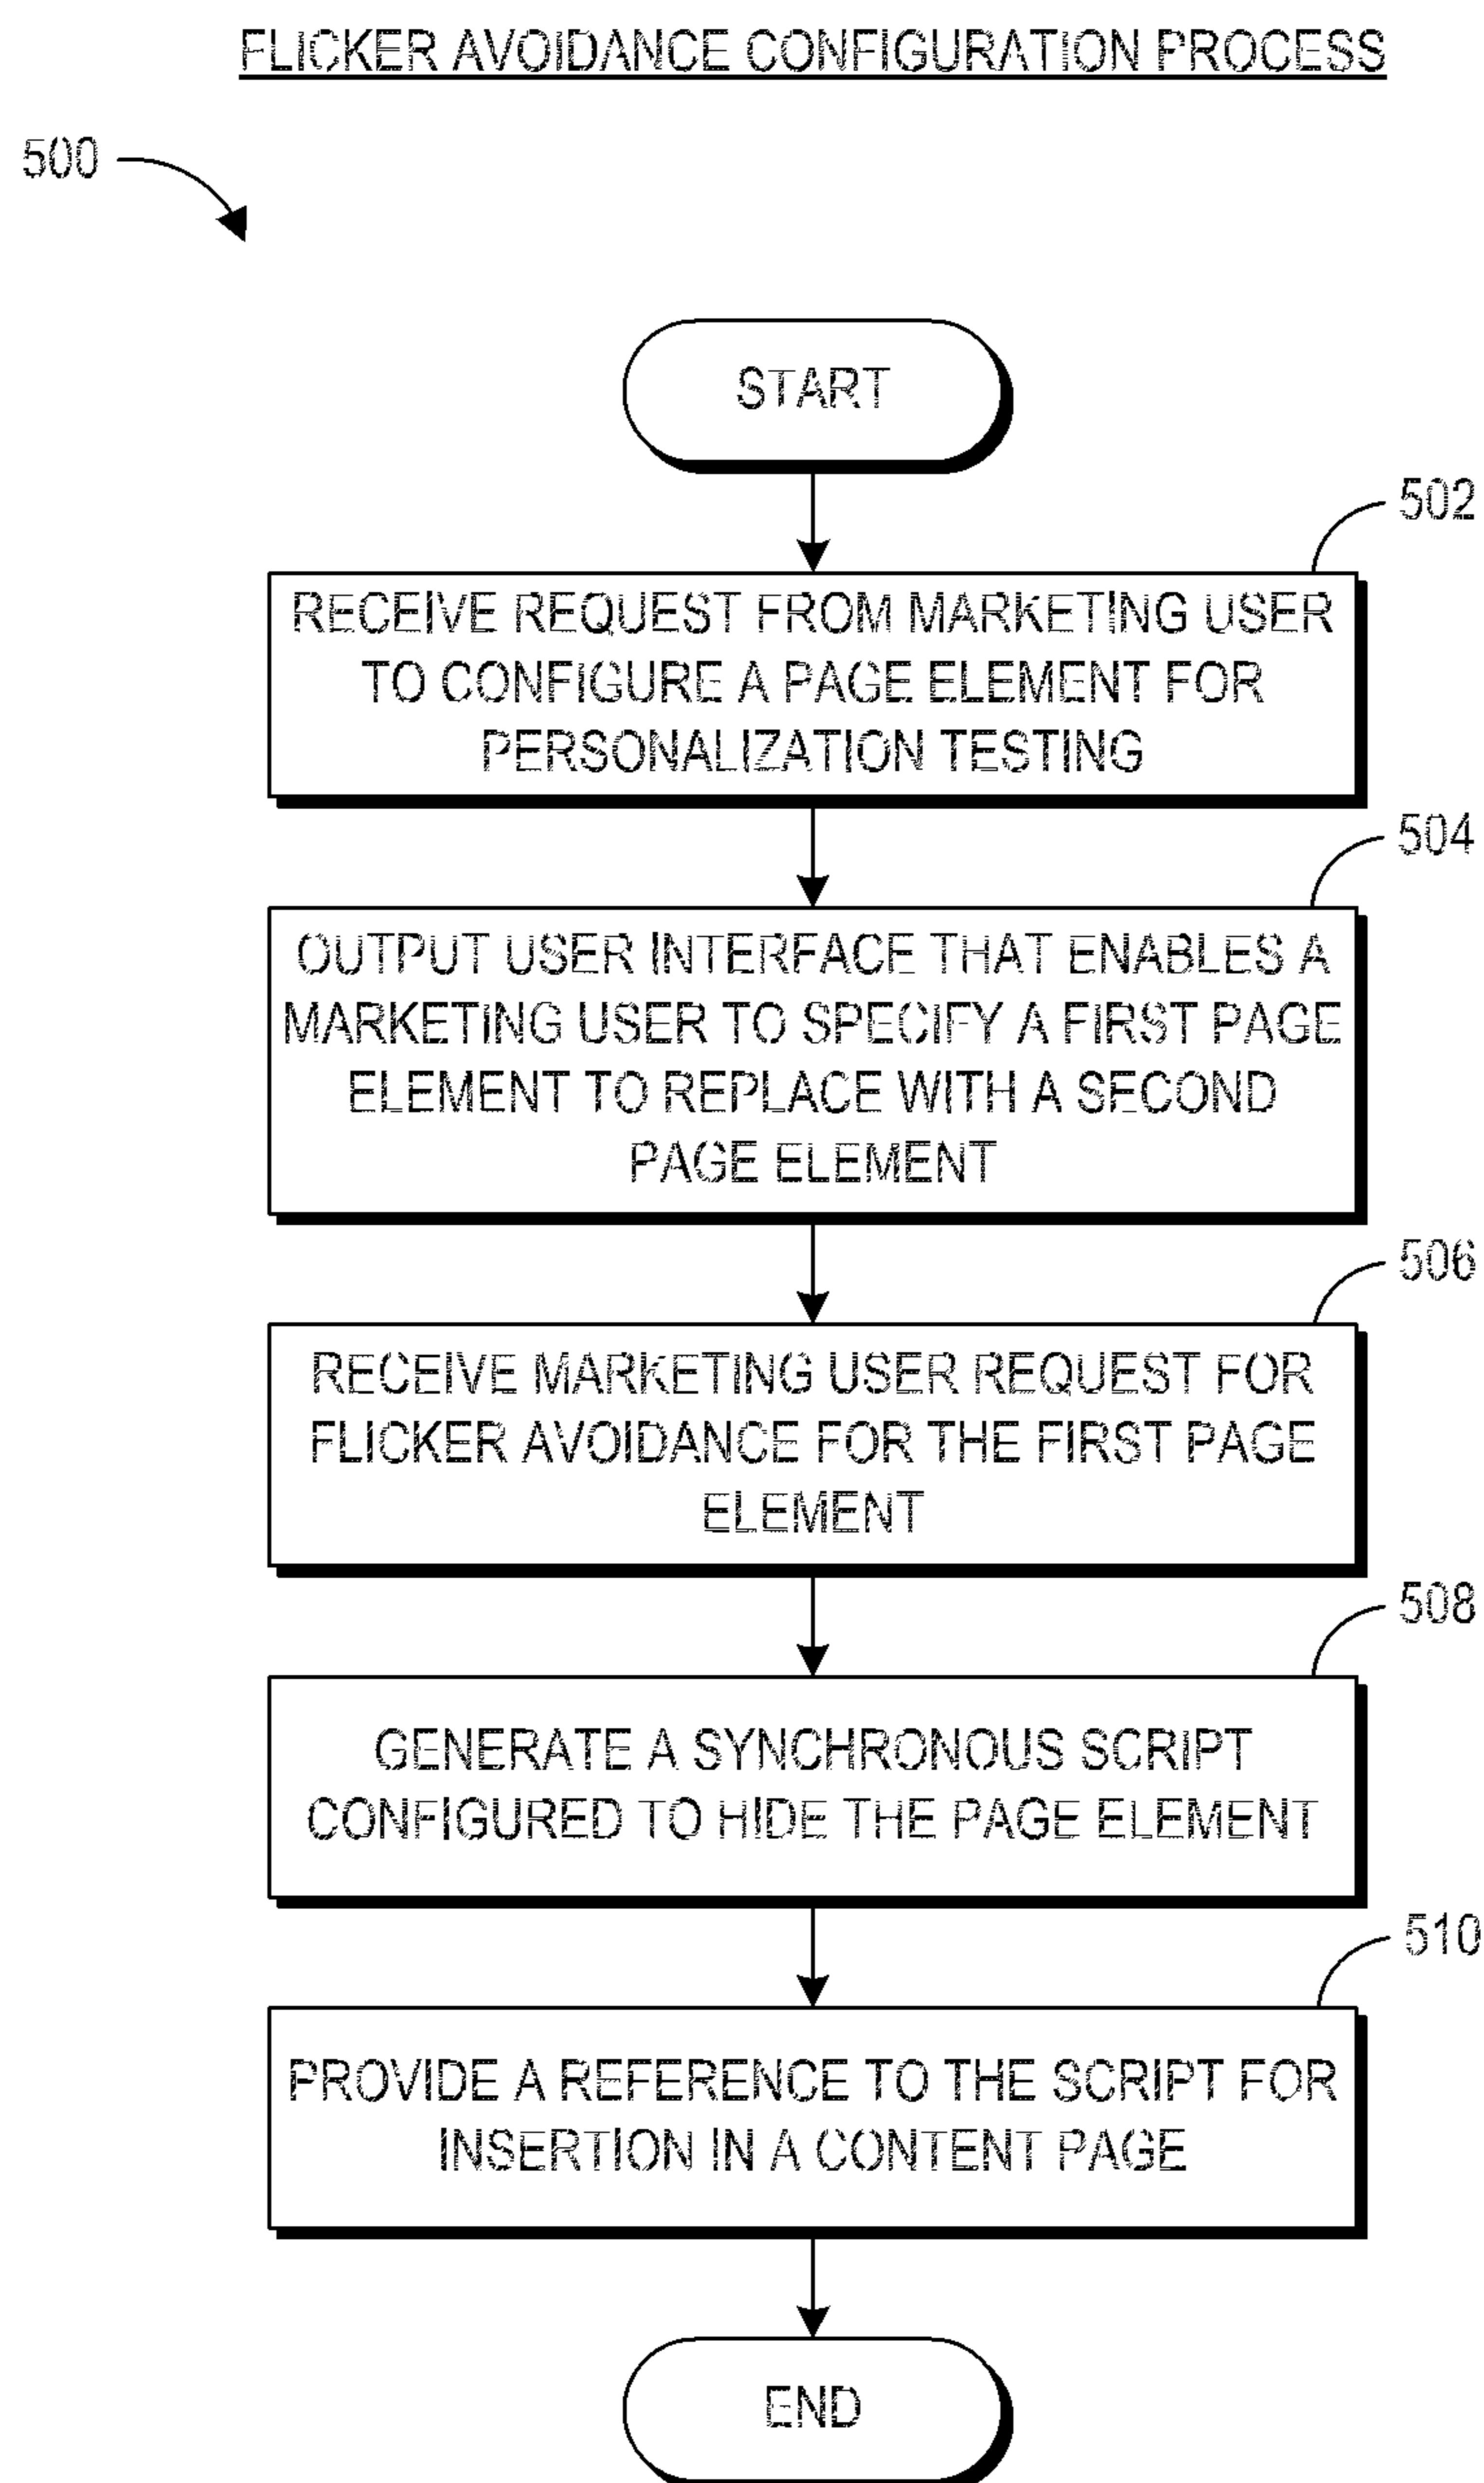 FLICKER AVOIDANCE CONFIGURATION PROCESS
500
START
502
RECEIVE REQUEST FROM MARKETING USER
TO CONFIGURE A PAGE ELEMENT FOR
PERSONALIZATION TESTING
504
OUTPUT USER INTERFACE THAT ENABLES A
MARKETING USER TO SPECIFY A FIRST PAGE
ELEMENT TO REPLACE WITH A SECOND
PAGE ELEMENT
506
RECEIVE MARKETING USER REQUEST FOR
FLICKER AVOIDANCE FOR THE FIRST PAGE
ELEMENT
508
GENERATE A SYNCHRONOUS SCRIPT
CONFIGURED TO HIDE THE PAGE ELEMENT
510
PROVIDE A REFERENCE TO THE SCRIPT FOR
INSERTION IN A CONTENT PAGE
END